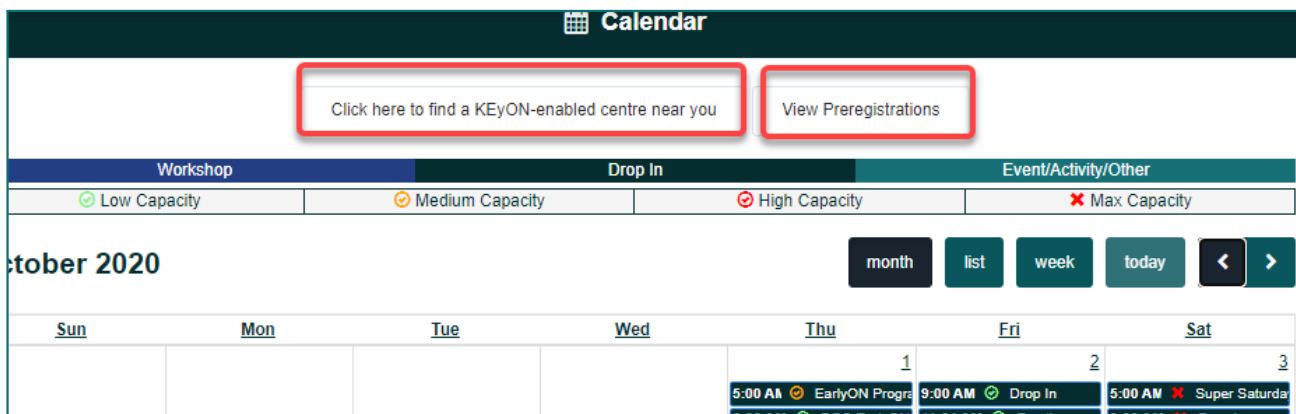 Calendar
Click here to find a KEyON-enabled centre near you View Preregistrations
Workshop Drop In Event/Activity/Other
Low Capacity Medium Capacity High Capacity Max Capacity
ctober 2020 month list week today
Sun Mon Tue Wed Thu Fri Sat
1 2 3
5:00 AM EarlyON Progra 9:00 AM Drop In 5:00 AM Super Saturda